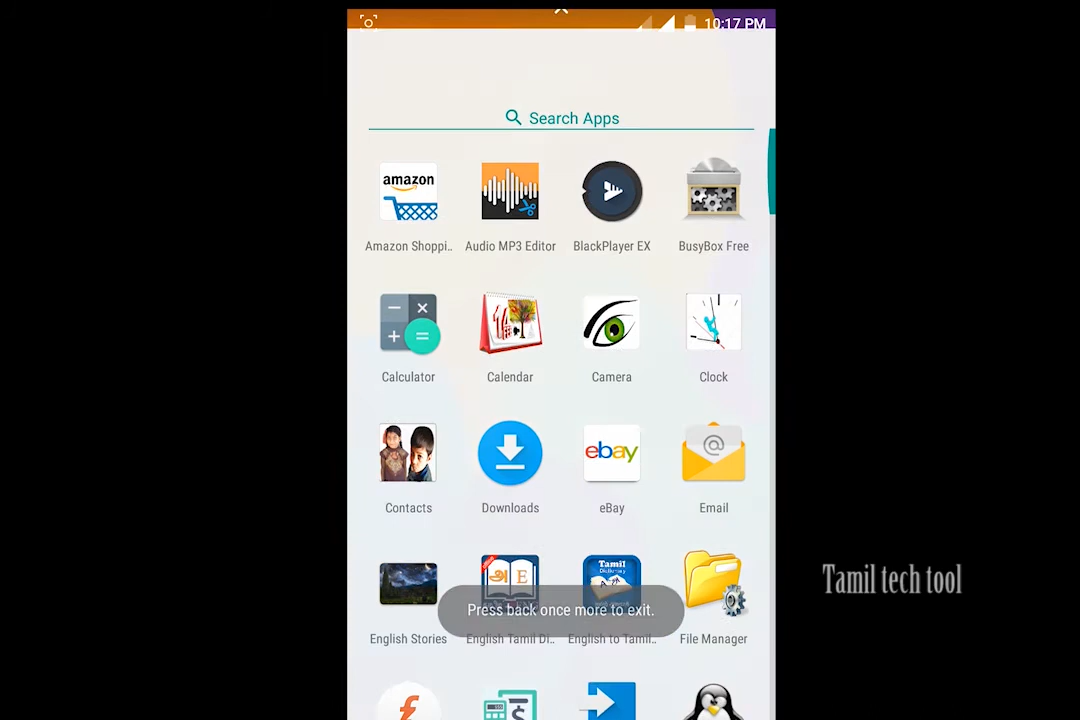 10:17 PM
Search Apps
amazon
Amazon Shoppi..
Audio MP3 Editor
BlackPlayer EX
BusyBox Free
Calculator
Calendar
Camera
Clock
ebay
@
Contacts
Downloads
eBay
Email
அ E
Tamil
Dictionary
Press back once more to exit.
English Stories
English Tamil Di..
English to Tamil..
File Manager
Tamil tech tool